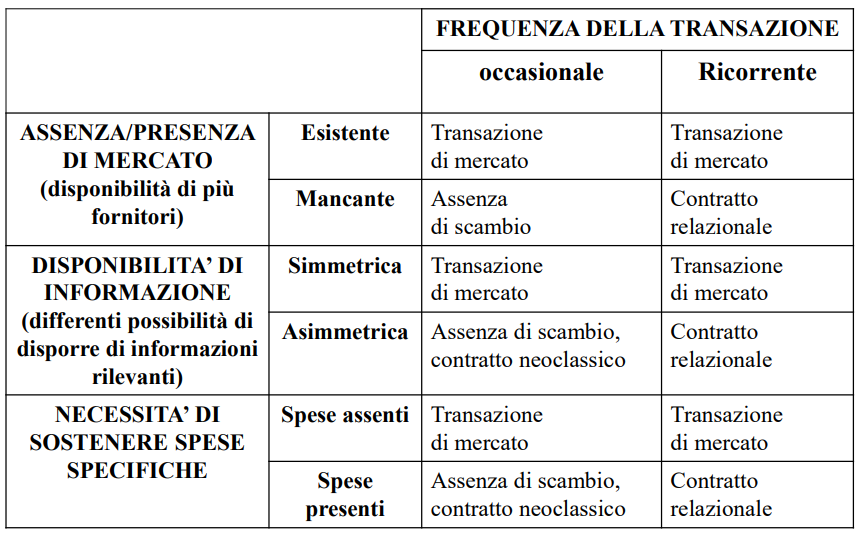 FREQUENZA DELLA TRANSAZIONE
occasionale
Ricorrente
ASSENZA/PRESENZA
DI MERCATO
(disponibilità di più
fornitori)
Esistente
Transazione
di mercato
Transazione
di mercato
Mancante
Assenza
di scambio
Contratto
relazionale
DISPONIBILITA’ DI
INFORMAZIONE
(differenti possibilità di
disporre di informazioni
rilevanti)
Simmetrica
Transazione
di mercato
Transazione
di mercato
Asimmetrica
Assenza di scambio,
contratto neoclassico
Contratto
relazionale
NECESSITA’ DI
SOSTENERE SPESE
SPECIFICHE
Spese assenti
Transazione
di mercato
Transazione
di mercato
Spese
presenti
Assenza di scambio,
contratto neoclassico
Contratto
relazionale